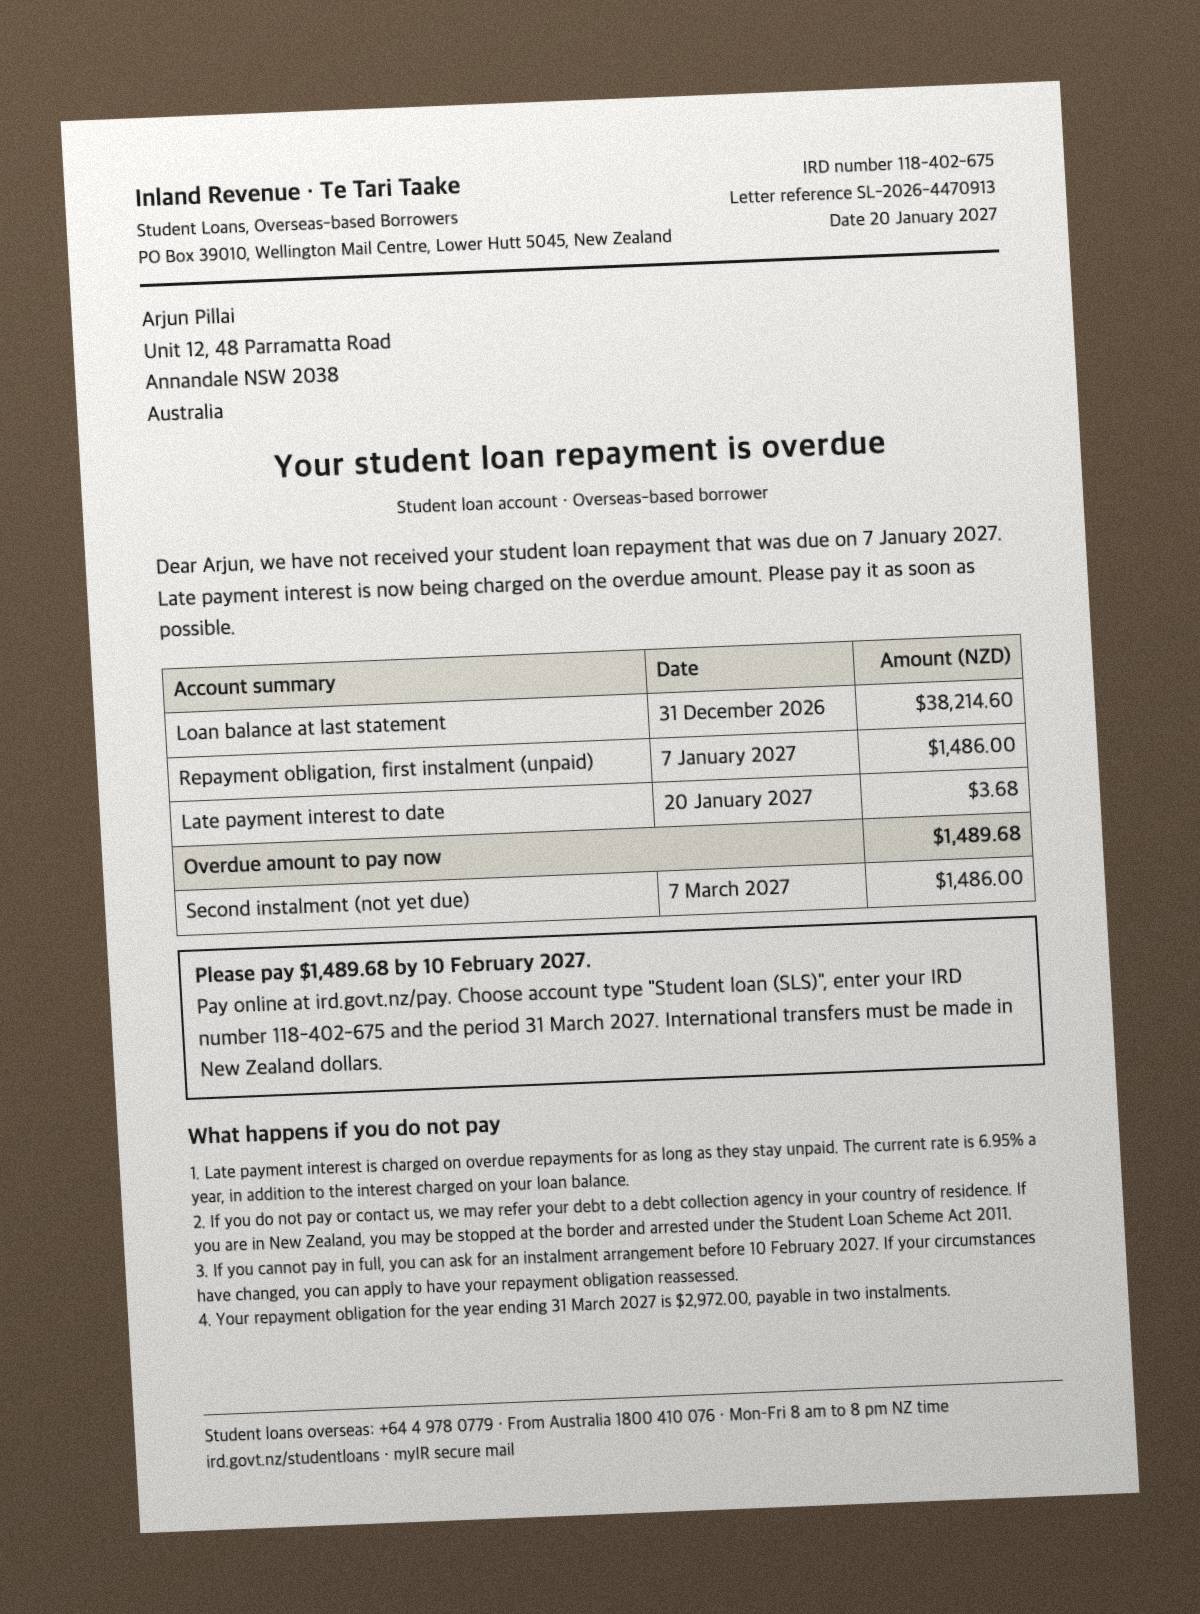 Inland Revenue · Te Tari Taake
Student Loans, Overseas-based Borrowers
PO Box 39010, Wellington Mail Centre, Lower Hutt 5045, New Zealand
IRD number 118-402-675
Letter reference SL-2026-4470913
Date 20 January 2027
Arjun Pillai
Unit 12, 48 Parramatta Road
Annandale NSW 2038
Australia
Your student loan repayment is overdue
Student loan account · Overseas-based borrower
Dear Arjun, we have not received your student loan repayment that was due on 7 January 2027.
Late payment interest is now being charged on the overdue amount. Please pay it as soon as
possible.
Account summary Date Amount (NZD)
Loan balance at last statement 31 December 2026 $38,214.60
Repayment obligation, first instalment (unpaid) 7 January 2027 $1,486.00
Late payment interest to date 20 January 2027 $3.68
Overdue amount to pay now $1,489.68
Second instalment (not yet due) 7 March 2027 $1,486.00
Please pay $1,489.68 by 10 February 2027.
Pay online at ird.govt.nz/pay. Choose account type "Student loan (SLS)", enter your IRD
number 118-402-675 and the period 31 March 2027. International transfers must be made in
New Zealand dollars.
What happens if you do not pay
1. Late payment interest is charged on overdue repayments for as long as they stay unpaid. The current rate is 6.95% a
year, in addition to the interest charged on your loan balance.
2. If you do not pay or contact us, we may refer your debt to a debt collection agency in your country of residence. If
you are in New Zealand, you may be stopped at the border and arrested under the Student Loan Scheme Act 2011.
3. If you cannot pay in full, you can ask for an instalment arrangement before 10 February 2027. If your circumstances
have changed, you can apply to have your repayment obligation reassessed.
4. Your repayment obligation for the year ending 31 March 2027 is $2,972.00, payable in two instalments.
Student loans overseas: +64 4 978 0779 · From Australia 1800 410 076 · Mon-Fri 8 am to 8 pm NZ time
ird.govt.nz/studentloans · myIR secure mail